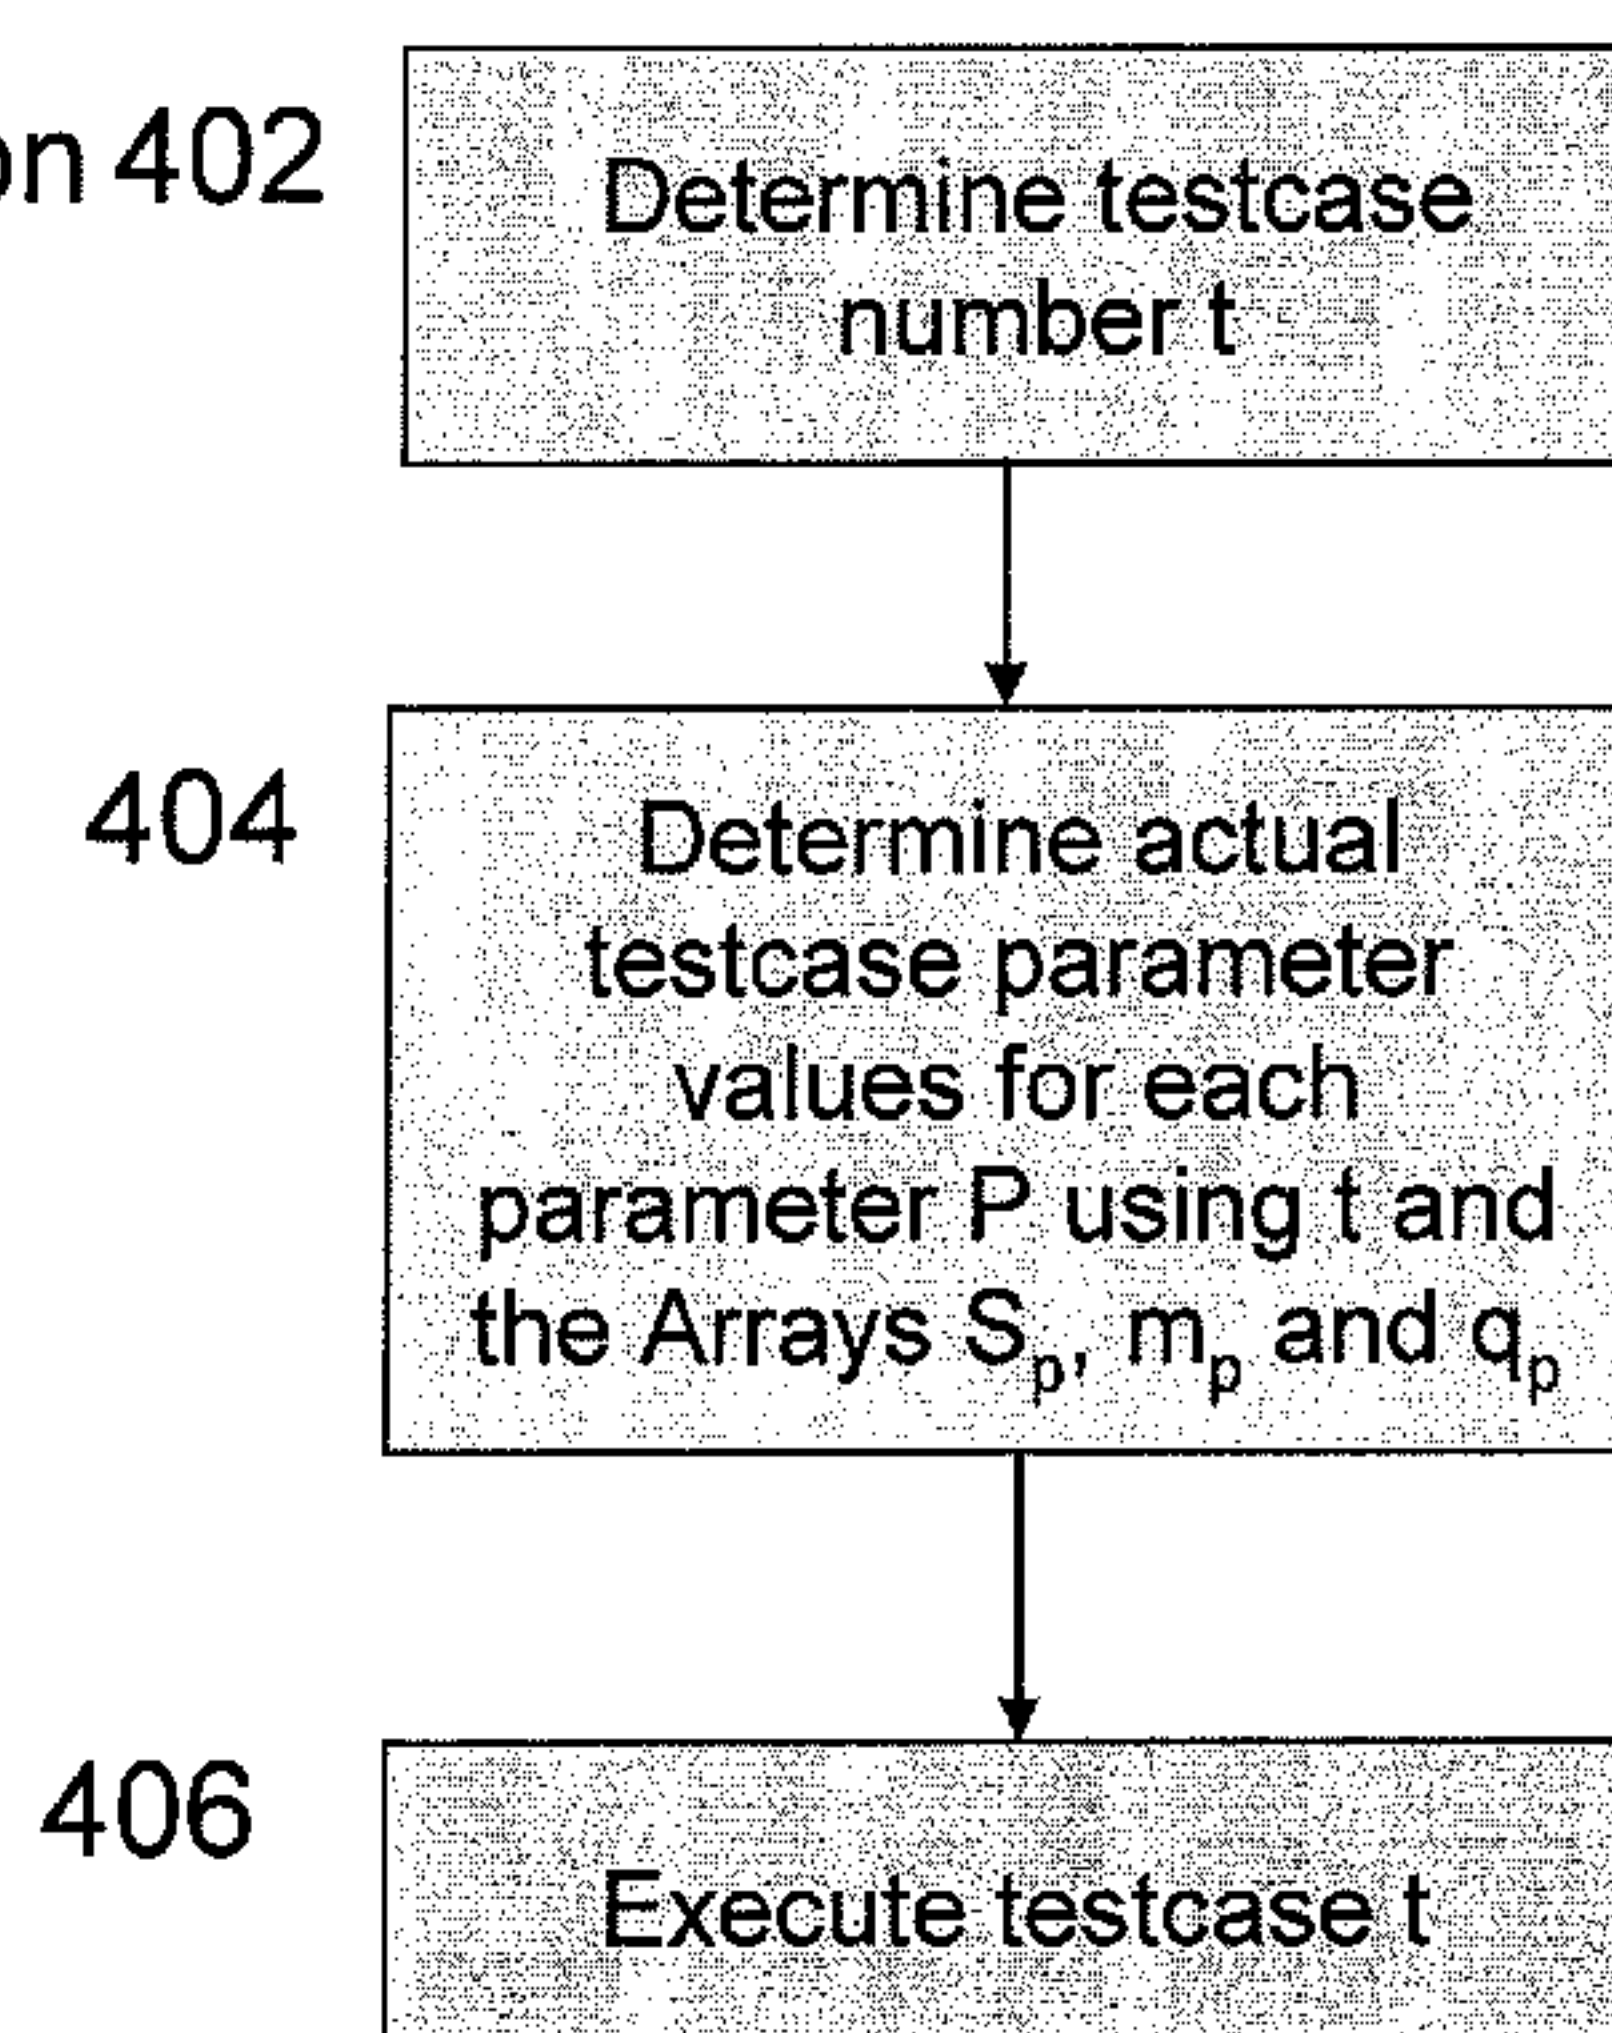 on 402
Determine testcase
number t
404
Determine actual
testcase parameter
values for each
parameter P using t and
the Arrays Sₚ, mₚ and qₚ
406
Execute testcase t